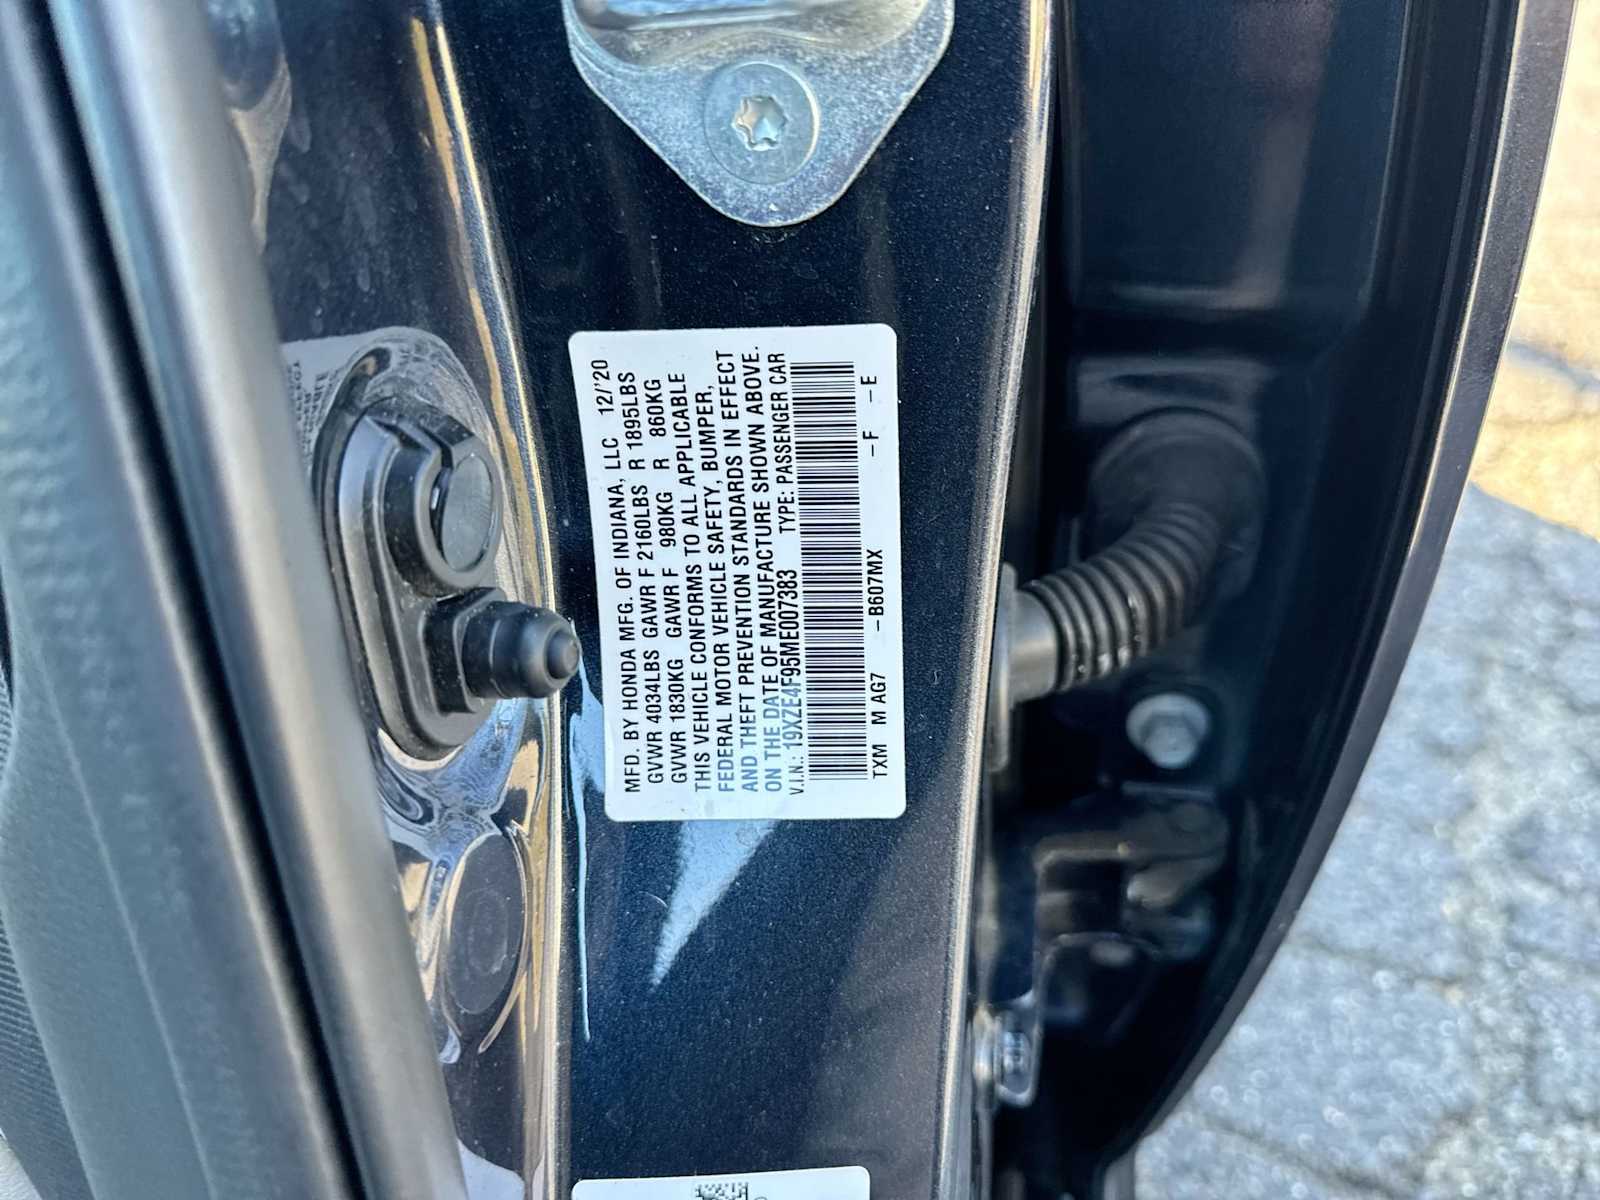 MFD. BY HONDA MFG. OF INDIANA, LLC 12/'20
GVWR 4034LBS GAWR F 2160LBS R 1895LBS
GVWR 1830KG GAWR F 980KG R 860KG
THIS VEHICLE CONFORMS TO ALL APPLICABLE
FEDERAL MOTOR VEHICLE SAFETY, BUMPER,
AND THEFT PREVENTION STANDARDS IN EFFECT
ON THE DATE OF MANUFACTURE SHOWN ABOVE.
V.I.N.: 19XZE4F95ME007383 TYPE: PASSENGER CAR
TXM M AG7 -B607MX -F -E